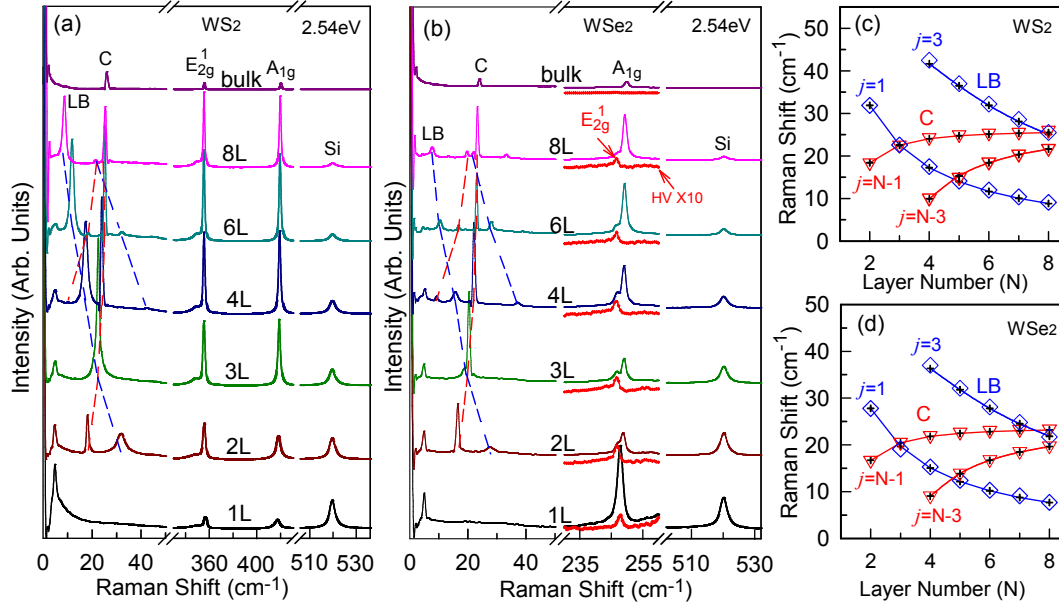 (a)
WS2
2.54eV
C
E¹2g
A1g
bulk
LB
8L
Si
6L
4L
3L
2L
1L
0 20 40 360 400 510 530
Raman Shift (cm-1)
Intensity (Arb. Units)
(b)
WSe2
2.54eV
C
bulk
A1g
E2g¹
LB
8L
Si
HV X10
6L
4L
3L
2L
1L
0 20 40 235 255 510 530
Raman Shift (cm-1)
Intensity (Arb. Units)
(c)
WS2
50
40
30
20
10
0
j=3
j=1
LB
C
j=N-1
j=N-3
2 4 6 8
Layer Number (N)
Raman Shift (cm-1)
(d)
WSe2
50
40
30
20
10
0
j=3
j=1
LB
C
j=N-1
j=N-3
2 4 6 8
Layer Number (N)
Raman Shift (cm-1)